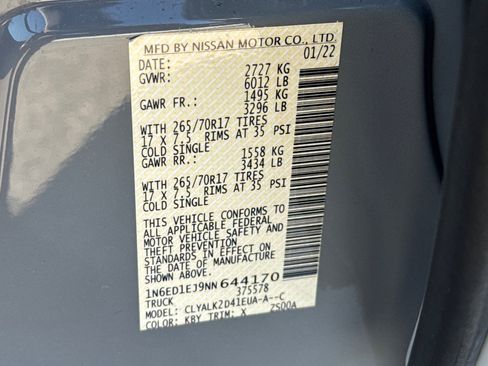 MFD BY NISSAN MOTOR CO., LTD.
DATE: 01/22
GVWR: 2727 KG
6012 LB
GAWR FR.: 1495 KG
3296 LB
WITH 265/70R17 TIRES
17 X 7.5 RIMS AT 35 PSI
COLD SINGLE
GAWR RR.: 1558 KG
3434 LB
WITH 265/70R17 TIRES
17 X 7.5 RIMS AT 35 PSI
COLD SINGLE
THIS VEHICLE CONFORMS TO
ALL APPLICABLE FEDERAL
MOTOR VEHICLE SAFETY AND
THEFT PREVENTION
STANDARDS IN EFFECT ON
THE DATE OF MANUFACTURE
SHOWN ABOVE.
1N6ED1EJ9NN644170
TRUCK 375578
MODEL: CLYALK2D41EUA-A--C
COLOR: KBY TRIM: X ZS00A